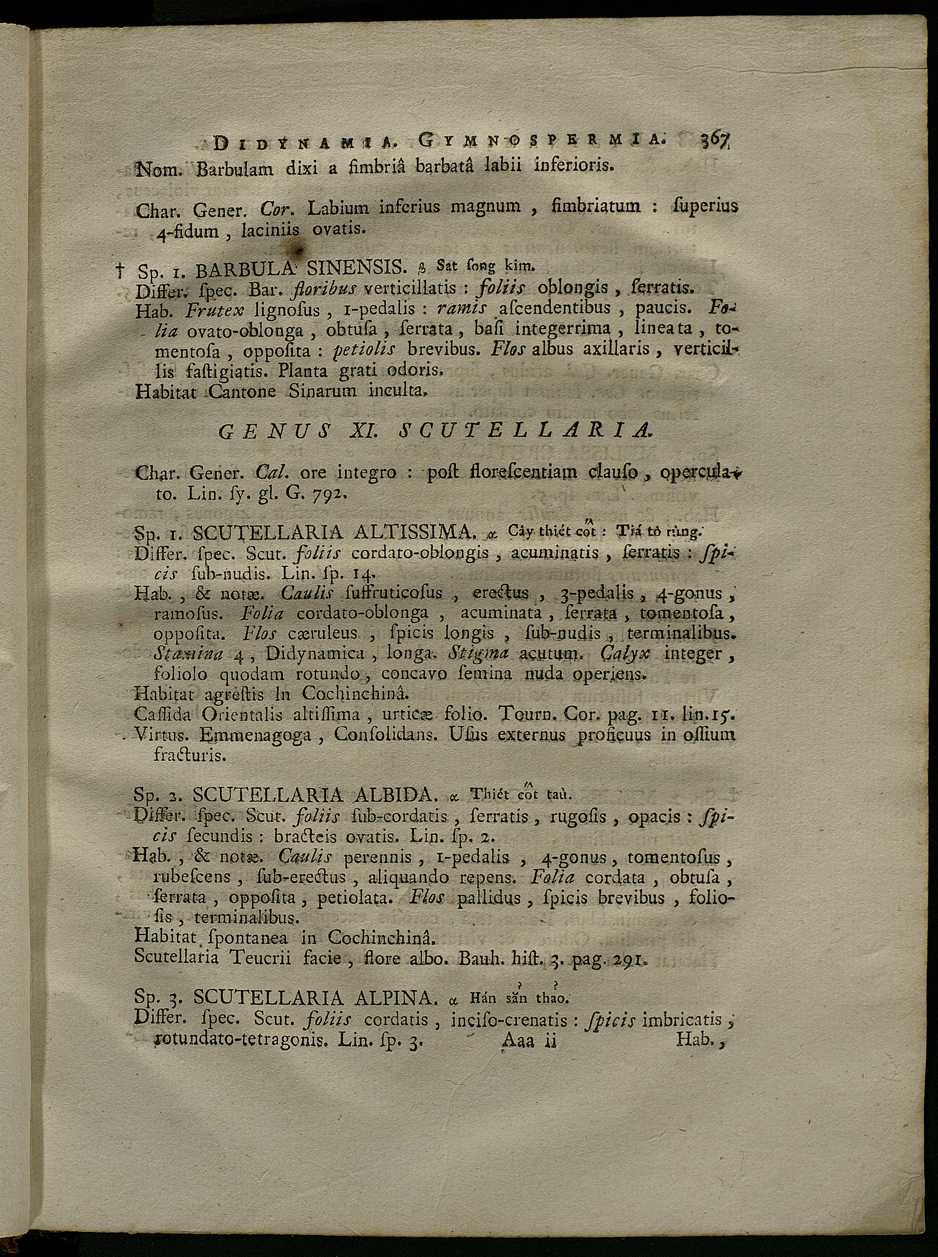 DIDYNAMIA. GYMNOSPERMIA. 367
Nom. Barbulam dixi a fimbriâ barbatâ labii inferioris.
Char. Gener. Cor. Labium inferius magnum , fimbriatum : ſuperius
4-fidum , laciniis ovatis.
† Sp. 1. BARBULA SINENSIS. β Sat ſong kim.
Differ. ſpec. Bar. floribus verticillatis : foliis oblongis , ſerratis.
Hab. Frutex lignoſus , 1-pedalis : ramis aſcendentibus , paucis. Fo-
lia ovato-oblonga , obtuſa , ſerrata , baſi integerrima , lineata , to-
mentoſa , oppoſita : petiolis brevibus. Flos albus axillaris , verticil-
lis faſtigiatis. Planta grati odoris.
Habitat Cantone Sinarum inculta.
GENUS XI. SCUTELLARIA.
Char. Gener. Cal. ore integro : poſt floreſcentiam clauſo , opercula-
to. Lin. ſy. gl. G. 792.
Sp. 1. SCUTELLARIA ALTISSIMA. α Cây thiét cốt : Tiá tô rùng.
Differ. ſpec. Scut. foliis cordato-oblongis , acuminatis , ſerratis : ſpi-
cis ſub-nudis. Lin. ſp. 14.
Hab. , & notæ. Caulis ſuffruticoſus , erectus , 3-pedalis , 4-gonus ,
ramoſus. Folia cordato-oblonga , acuminata , ſerrata , tomentoſa ,
oppoſita. Flos cæruleus , ſpicis longis , ſub-nudis , terminalibus.
Stamina 4 , Didynamica , longa. Stigma acutum. Calyx integer ,
foliolo quodam rotundo , concavo ſemina nuda operiens.
Habitat agreſtis in Cochinchinâ.
Caſſida Orientalis altiſſima , urticæ folio. Tourn. Cor. pag. 11. lin.15.
Virtus. Emmenagoga , Conſolidans. Uſus externus proficuus in oſſium
fracturis.
Sp. 2. SCUTELLARIA ALBIDA. α Thiét cốt taù.
Differ. ſpec. Scut. foliis ſub-cordatis , ſerratis , rugoſis , opacis : ſpi-
cis ſecundis : bracteis ovatis. Lin. ſp. 2.
Hab. , & notæ. Caulis perennis , 1-pedalis , 4-gonus , tomentoſus ,
rubeſcens , ſub-erectus , aliquando repens. Folia cordata , obtuſa ,
ſerrata , oppoſita , petiolata. Flos pallidus , ſpicis brevibus , folio-
ſis , terminalibus.
Habitat ſpontanea in Cochinchinâ.
Scutellaria Teucrii facie , flore albo. Bauh. hiſt. 3. pag. 291.
Sp. 3. SCUTELLARIA ALPINA. α Hán sẳn thảo.
Differ. ſpec. Scut. foliis cordatis , inciſo-crenatis : ſpicis imbricatis ,
rotundato-tetragonis. Lin. ſp. 3. Aaa ii Hab. ,